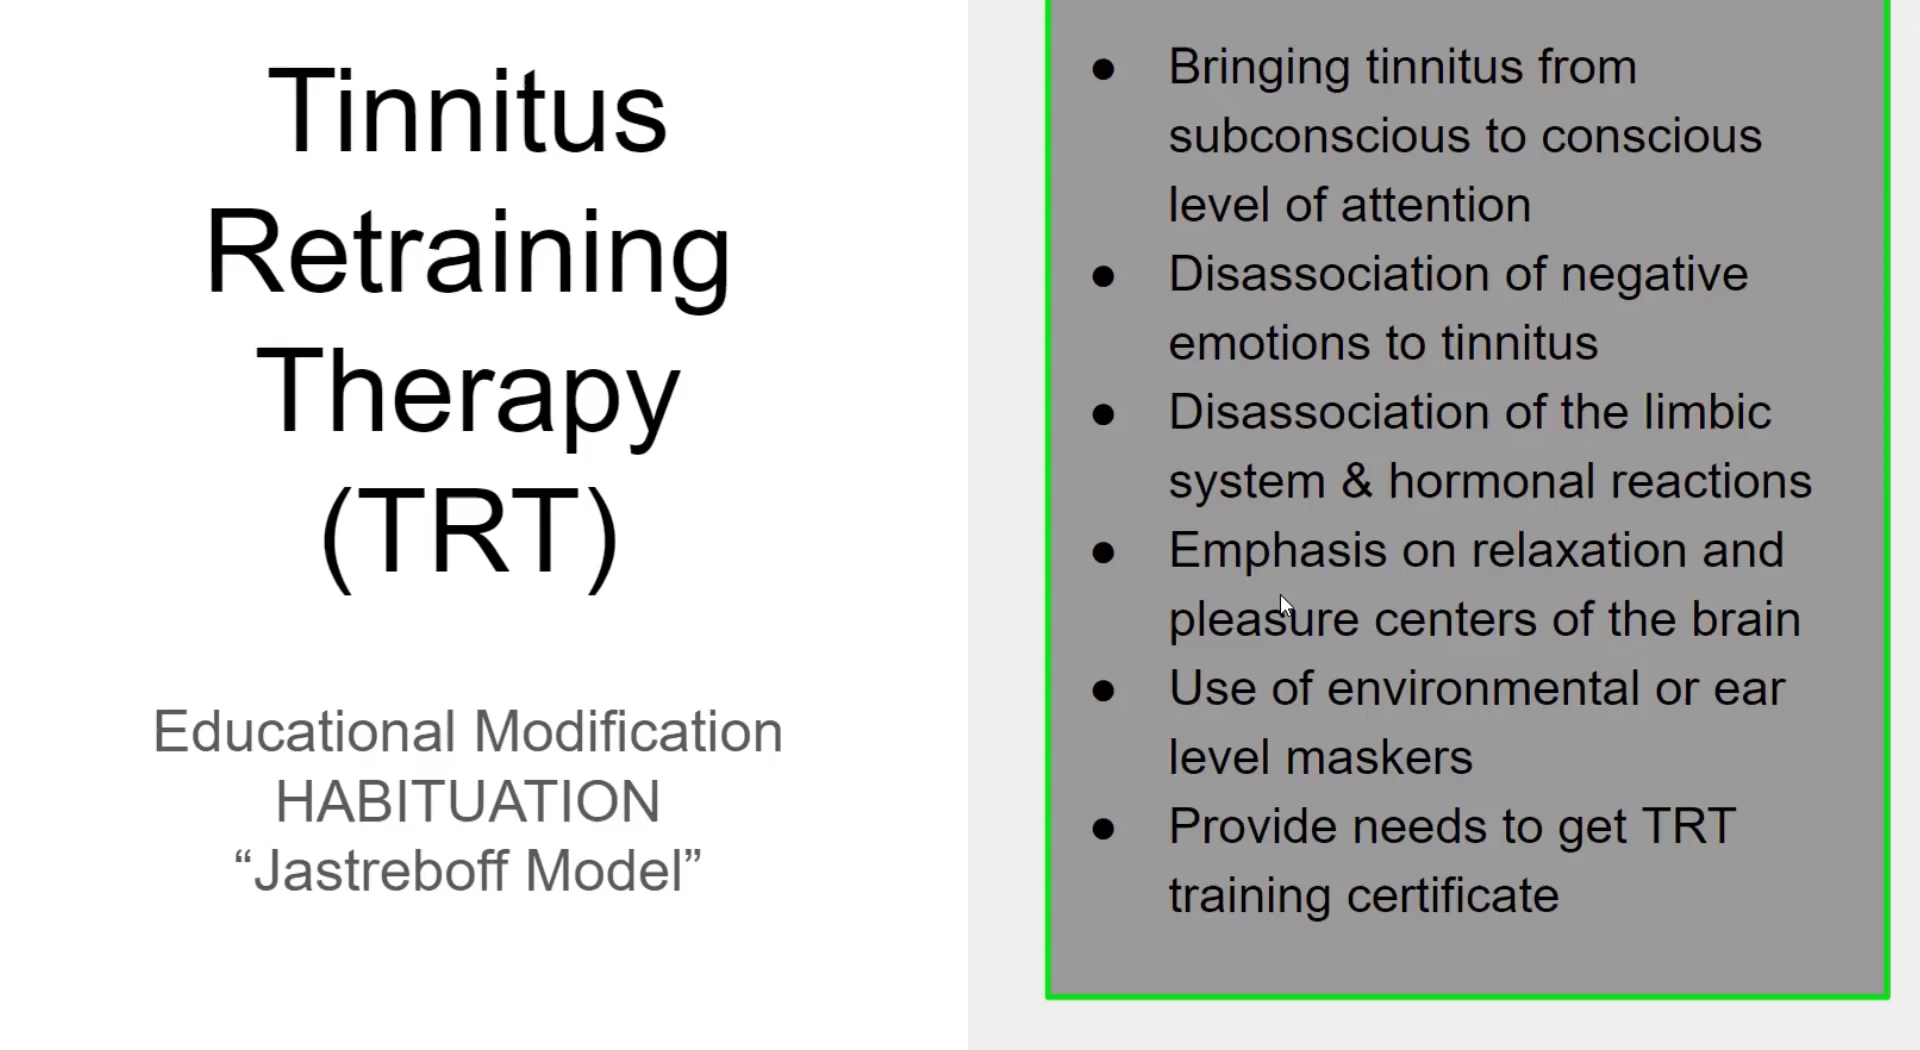 Tinnitus
Retraining
Therapy
(TRT)
Educational Modification
HABITUATION
“Jastreboff Model”
● Bringing tinnitus from
subconscious to conscious
level of attention
● Disassociation of negative
emotions to tinnitus
● Disassociation of the limbic
system & hormonal reactions
● Emphasis on relaxation and
pleasure centers of the brain
● Use of environmental or ear
level maskers
● Provide needs to get TRT
training certificate